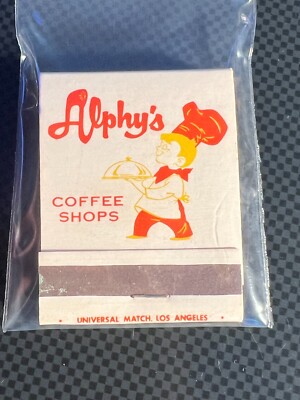 Alphy's
COFFEE
SHOPS
UNIVERSAL MATCH, LOS ANGELES